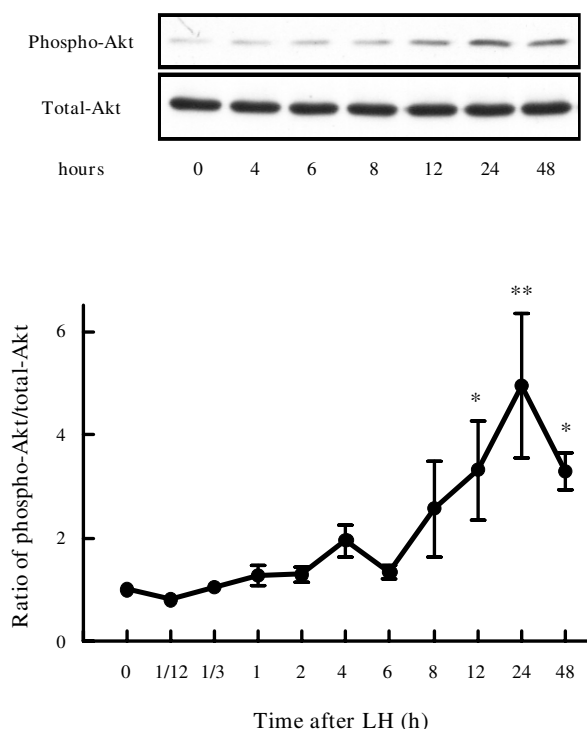 Phospho-Akt
Total-Akt
hours 0 4 6 8 12 24 48
Ratio of phospho-Akt/total-Akt
6
4
2
0
*
**
*
0 1/12 1/3 1 2 4 6 8 12 24 48
Time after LH (h)